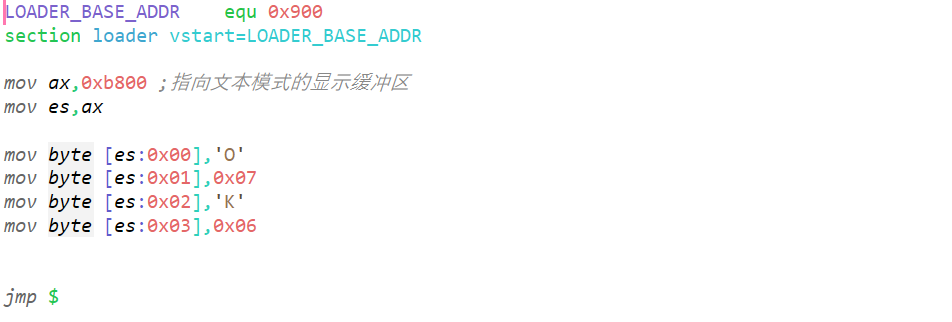 LOADER_BASE_ADDR    equ 0x900
section loader vstart=LOADER_BASE_ADDR
mov ax,0xb800 ;指向文本模式的显示缓冲区
mov es,ax
mov byte [es:0x00],'O'
mov byte [es:0x01],0x07
mov byte [es:0x02],'K'
mov byte [es:0x03],0x06
jmp $